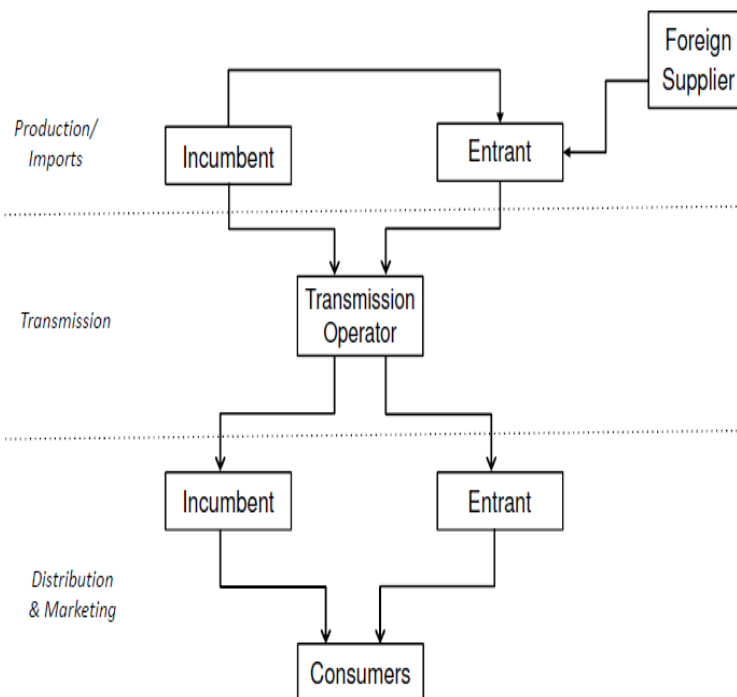 Foreign
Supplier
Production/
Imports
Incumbent
Entrant
Transmission
Transmission
Operator
Incumbent
Entrant
Distribution
& Marketing
Consumers